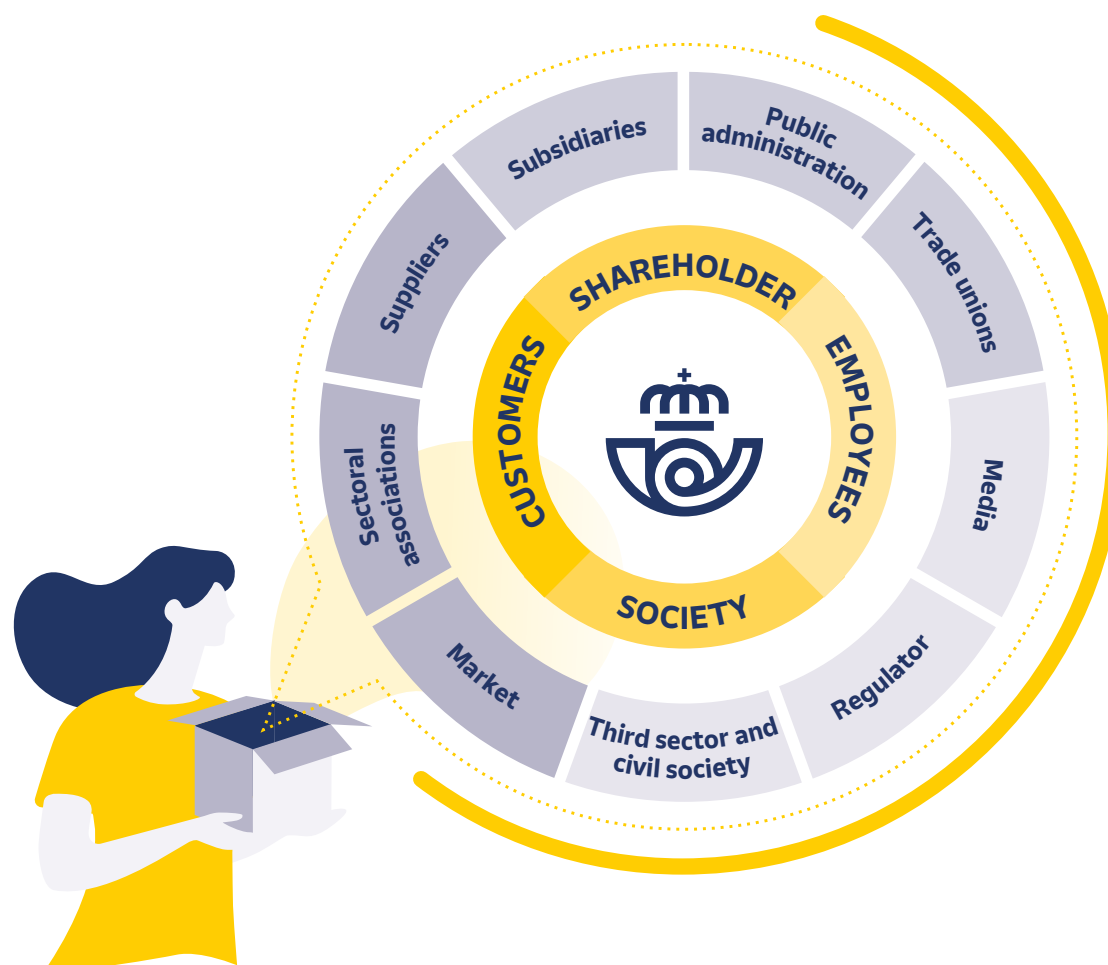 Public
administration
Trade unions
Media
Regulator
Third sector and
civil society
Market
Sectoral
associations
Suppliers
Subsidiaries
SHAREHOLDER
EMPLOYEES
SOCIETY
CUSTOMERS